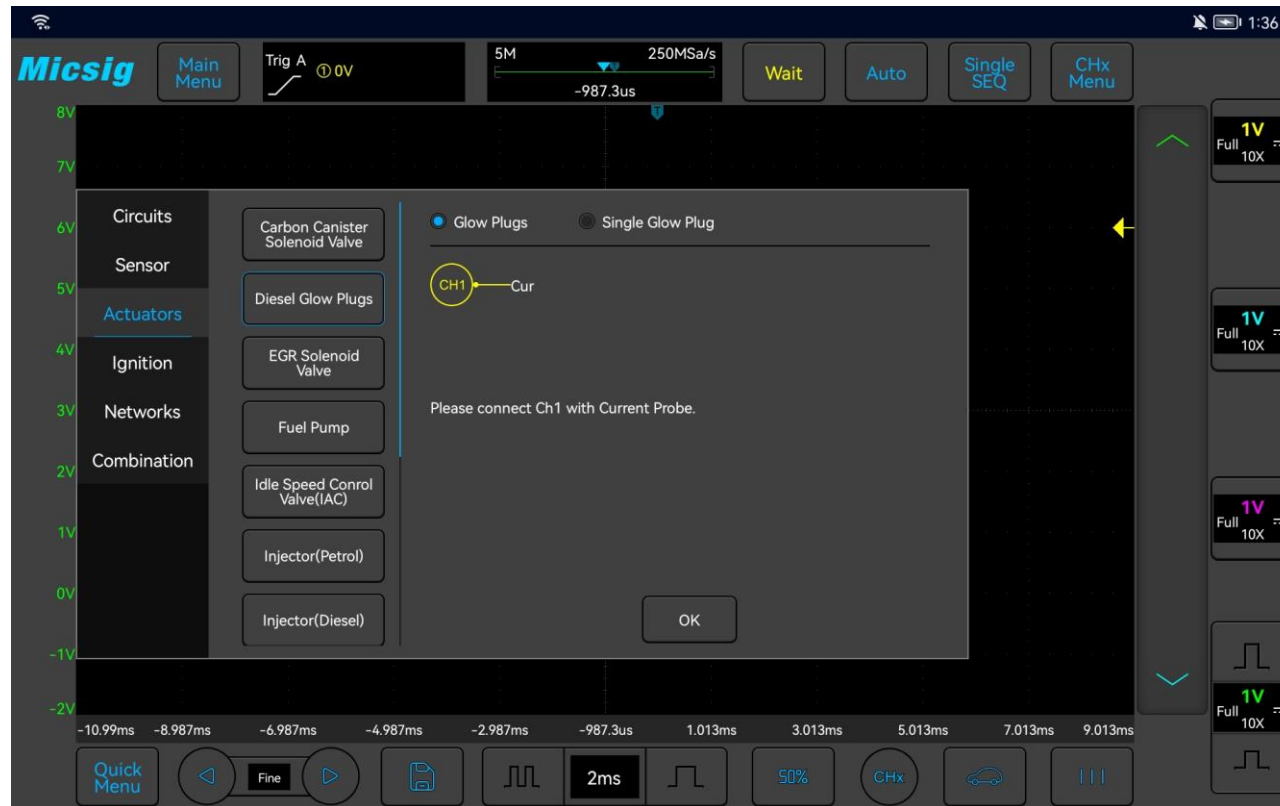 1:36
Micsig
Main
Menu
Trig A
① 0V
5M
250MSa/s
-987.3us
Wait
Auto
Single
SEQ
CHx
Menu
T
8V
7V
6V
5V
4V
3V
2V
1V
0V
-1V
-2V
Circuits
Sensor
Actuators
Ignition
Networks
Combination
Carbon Canister
Solenoid Valve
Diesel Glow Plugs
EGR Solenoid
Valve
Fuel Pump
Idle Speed Conrol
Valve(IAC)
Injector(Petrol)
Injector(Diesel)
Glow Plugs
Single Glow Plug
CH1
Cur
Please connect Ch1 with Current Probe.
OK
1V
Full
10X
1V
Full
10X
1V
Full
10X
1V
Full
10X
-10.99ms -8.987ms -6.987ms -4.987ms -2.987ms -987.3us 1.013ms 3.013ms 5.013ms 7.013ms 9.013ms
Quick
Menu
Fine
2ms
50%
CHx